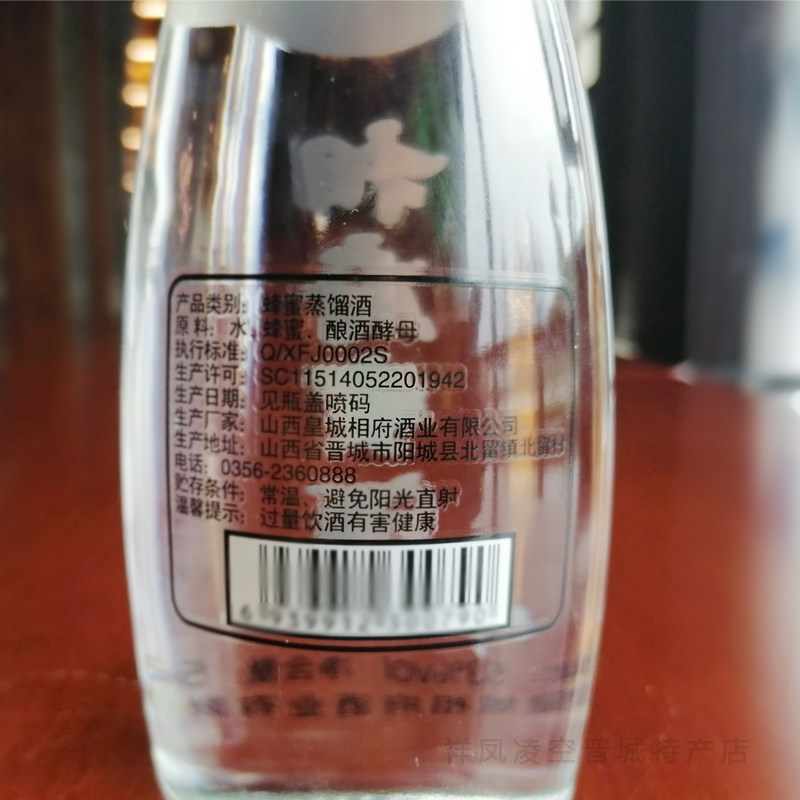 产品类别：蜂蜜蒸馏酒
原料：水、蜂蜜、酿酒酵母
执行标准：Q/XFJ0002S
生产许可：SC11514052201942
生产日期：见瓶盖喷码
生产厂家：山西皇城相府酒业有限公司
生产地址：山西省晋城市阳城县北留镇北留村
电话：0356-2360888
贮存条件：常温、避免阳光直射
温馨提示：过量饮酒有害健康
祥凤凌空晋城特产店